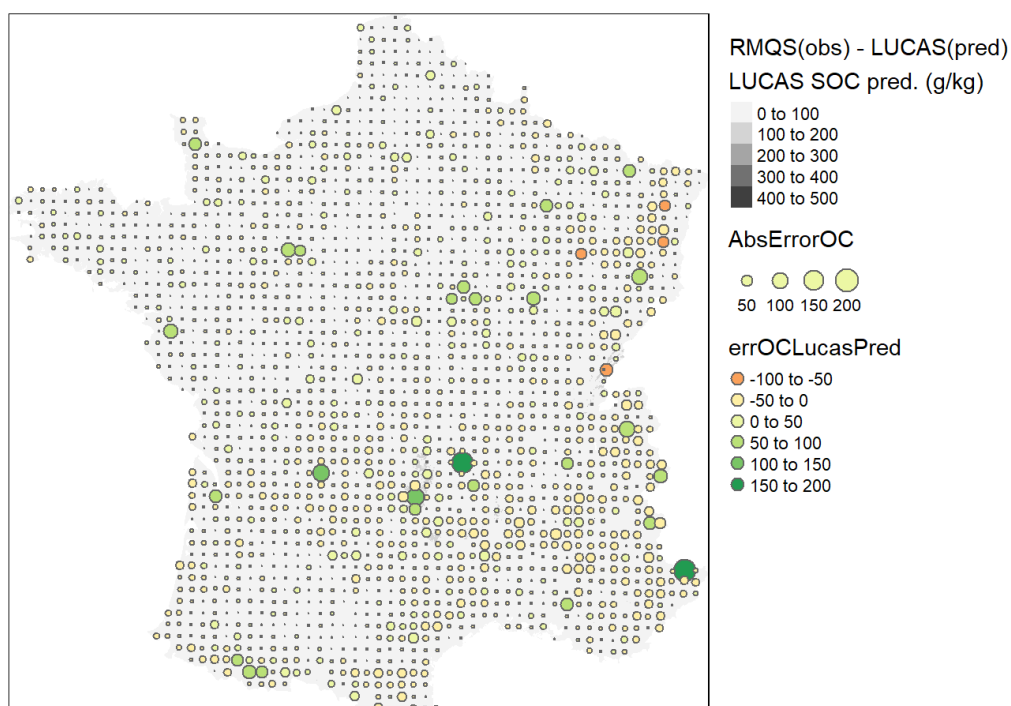 RMQS(obs) - LUCAS(pred)
LUCAS SOC pred. (g/kg)
0 to 100
100 to 200
200 to 300
300 to 400
400 to 500
AbsErrorOC
50 100 150 200
errOCLucasPred
-100 to -50
-50 to 0
0 to 50
50 to 100
100 to 150
150 to 200